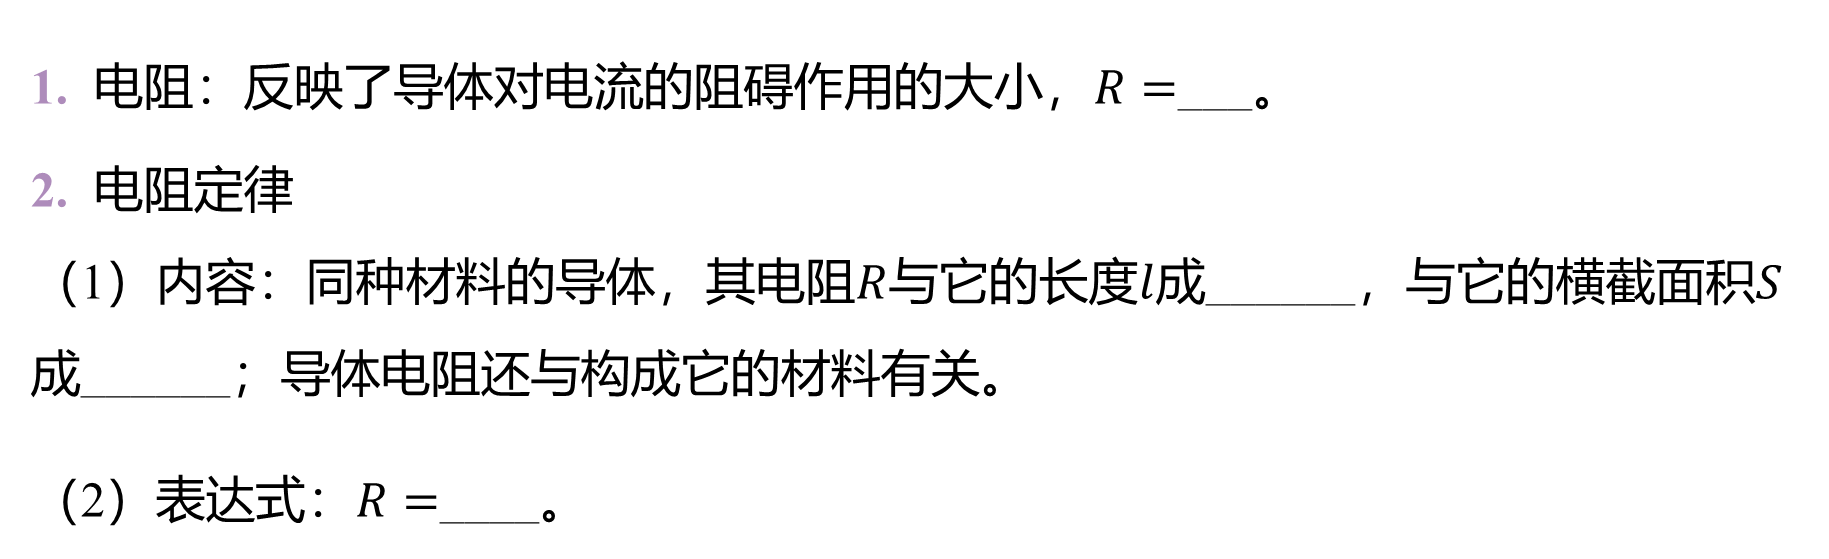 1. 电阻：反映了导体对电流的阻碍作用的大小，R =___。
2. 电阻定律
（1）内容：同种材料的导体，其电阻R与它的长度l成______，与它的横截面积S
成______；导体电阻还与构成它的材料有关。
（2）表达式：R =____。